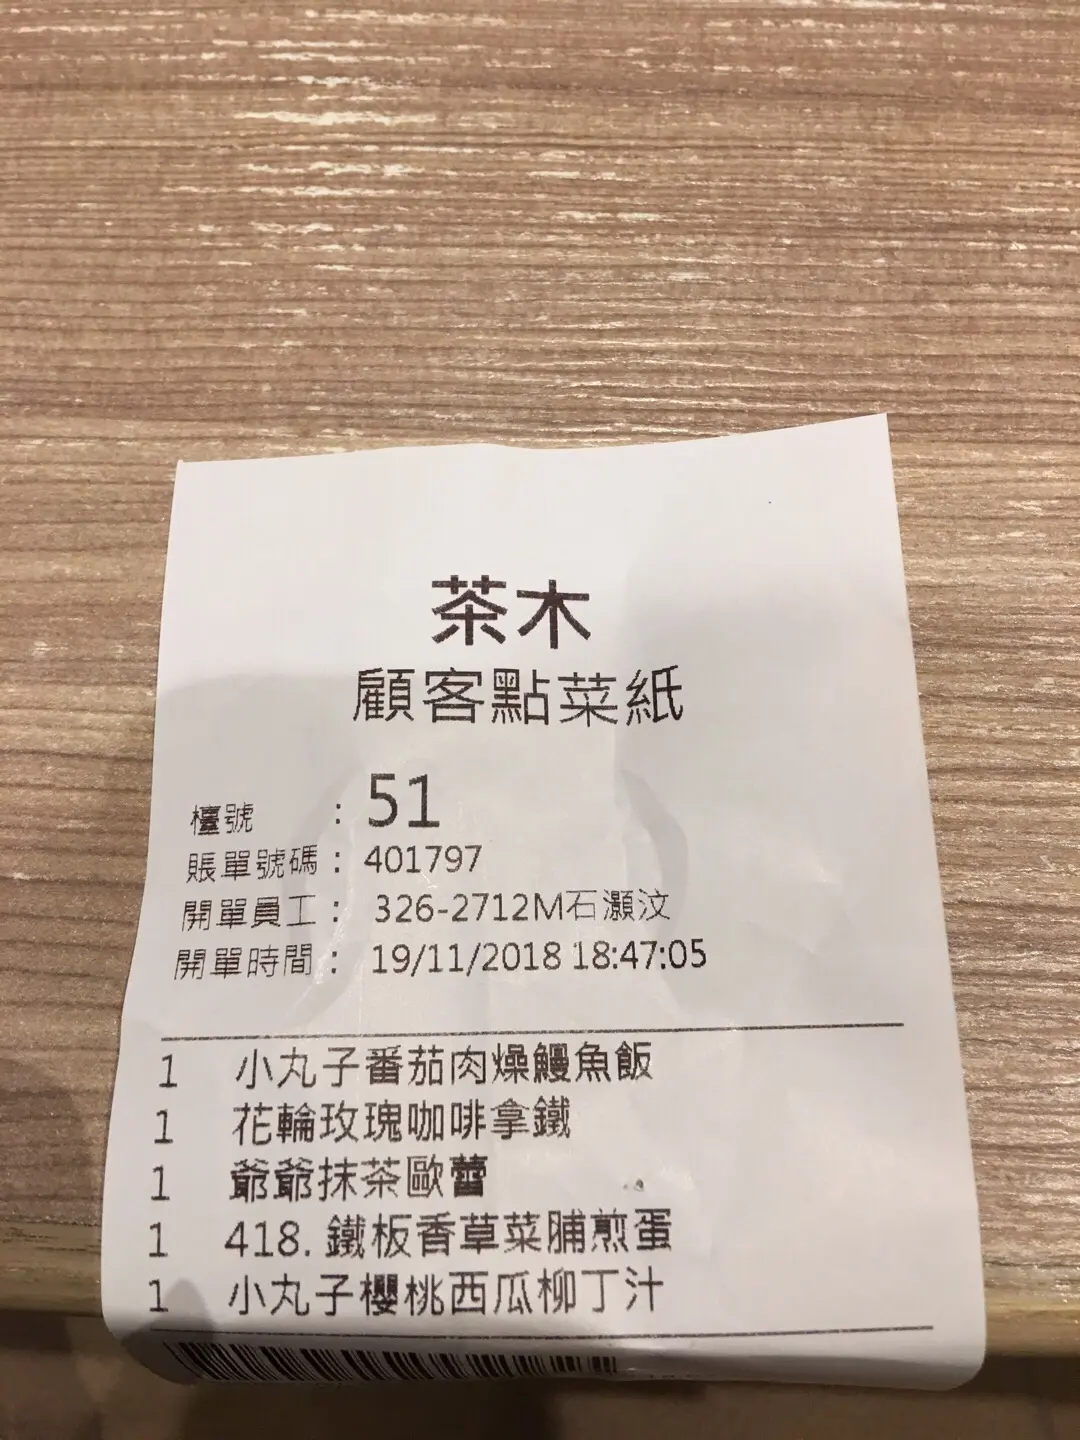 茶木
顧客點菜紙
檯號 : 51
賬單號碼 : 401797
開單員工 : 326-2712M石灝汶
開單時間 : 19/11/2018 18:47:05
1 小丸子番茄肉燥鰻魚飯
1 花輪玫瑰咖啡拿鐵
1 爺爺抹茶歐蕾
1 418. 鐵板香草菜脯煎蛋
1 小丸子櫻桃西瓜柳丁汁